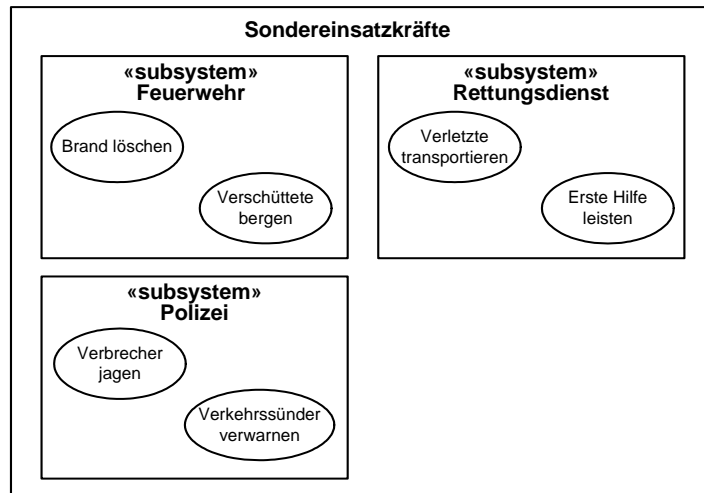 Sondereinsatzkräfte
«subsystem»
Feuerwehr
Brand löschen
Verschüttete
bergen
«subsystem»
Rettungsdienst
Verletzte
transportieren
Erste Hilfe
leisten
«subsystem»
Polizei
Verbrecher
jagen
Verkehrssünder
verwarnen